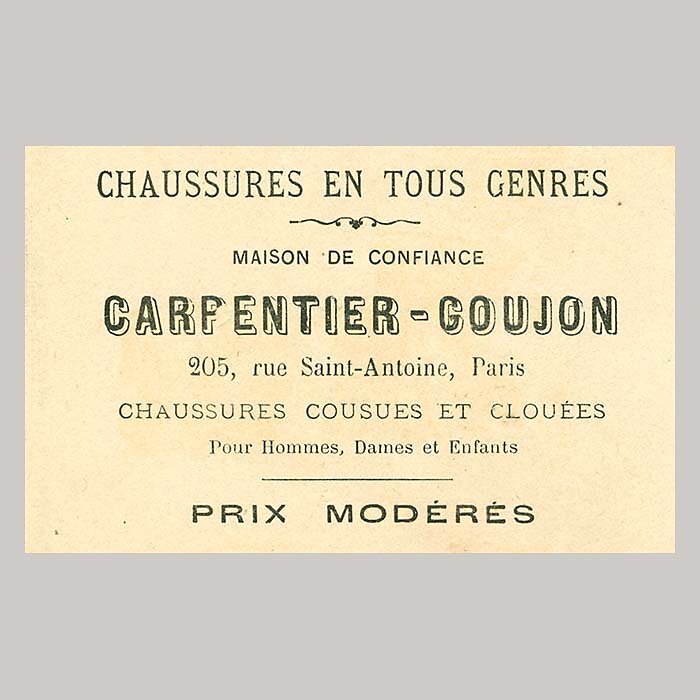 CHAUSSURES EN TOUS GENRES
MAISON DE CONFIANCE
CARPENTIER-GOUJON
205, rue Saint-Antoine, Paris
CHAUSSURES COUSUES ET CLOUÉES
Pour Hommes, Dames et Enfants
PRIX MODÉRÉS